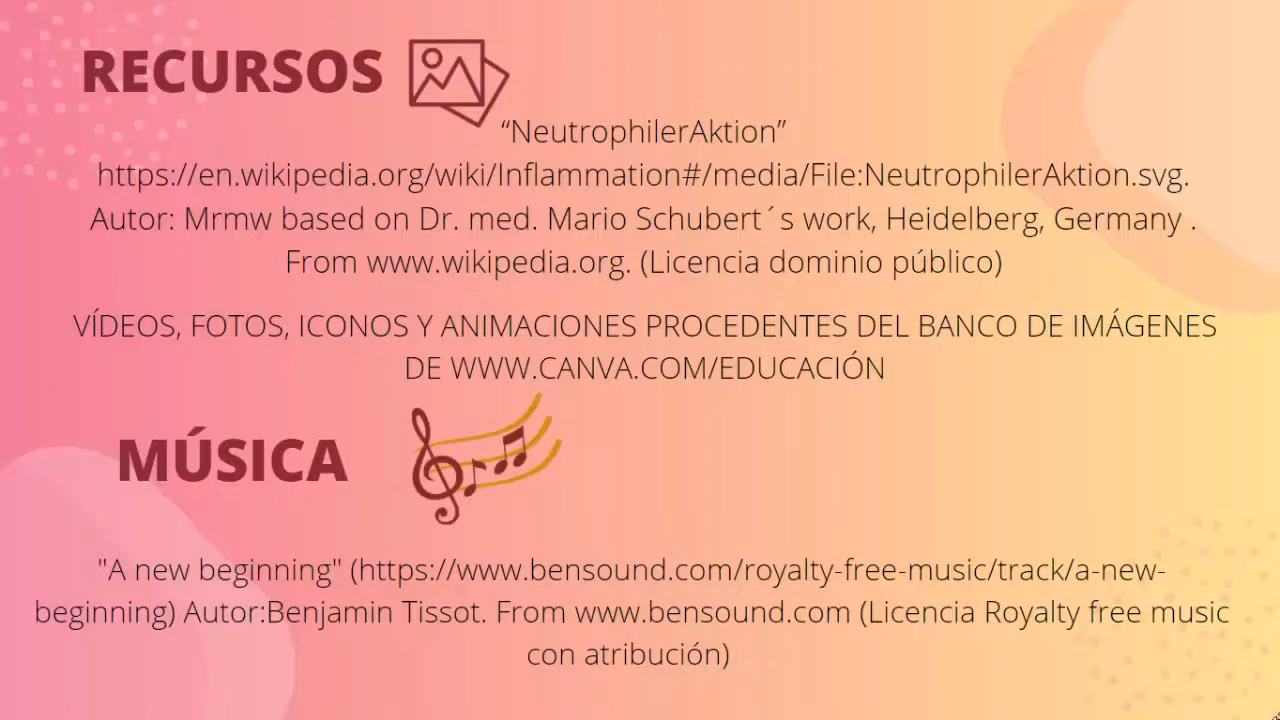 RECURSOS
“NeutrophilerAktion”
https://en.wikipedia.org/wiki/Inflammation#/media/File:NeutrophilerAktion.svg.
Autor: Mrmw based on Dr. med. Mario Schubert´s work, Heidelberg, Germany .
From www.wikipedia.org. (Licencia dominio público)
VÍDEOS, FOTOS, ICONOS Y ANIMACIONES PROCEDENTES DEL BANCO DE IMÁGENES
DE WWW.CANVA.COM/EDUCACIÓN
MÚSICA
"A new beginning" (https://www.bensound.com/royalty-free-music/track/a-new-
beginning) Autor:Benjamin Tissot. From www.bensound.com (Licencia Royalty free music
con atribución)